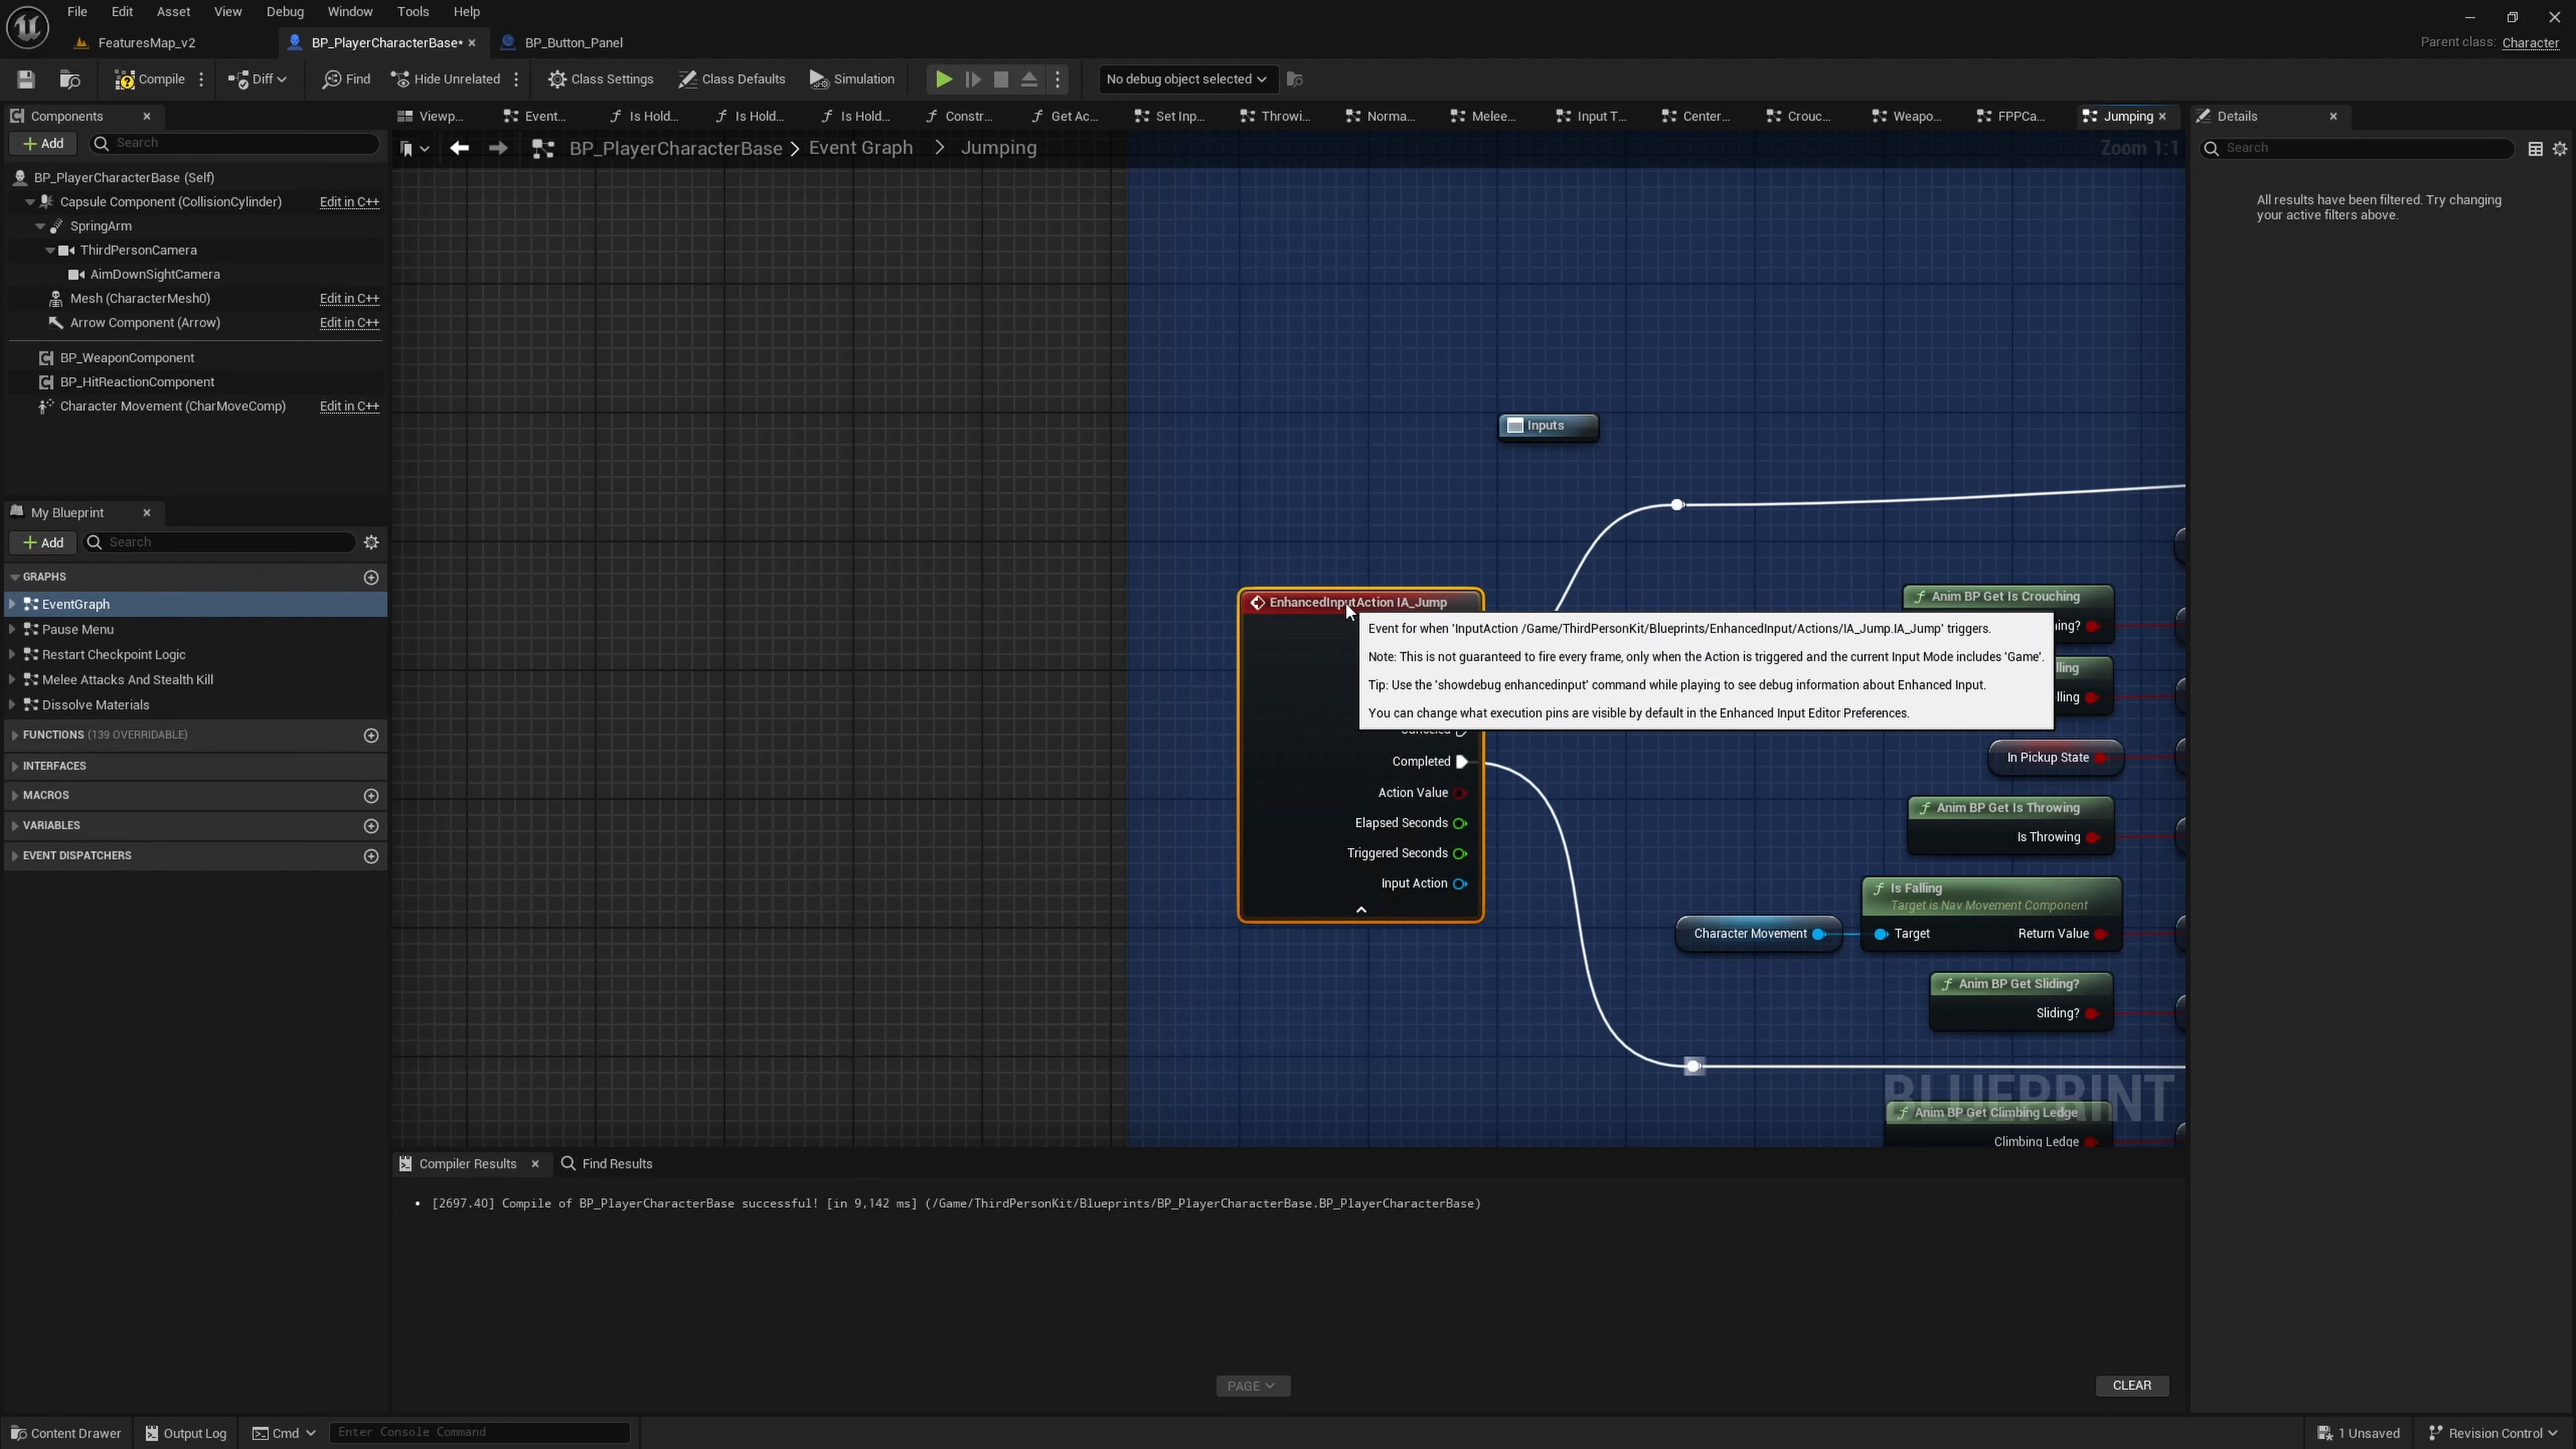 File Edit Asset View Debug Window Tools Help
FeaturesMap_v2
BP_PlayerCharacterBase*
BP_Button_Panel
Parent class: Character
Compile
Diff
Find
Hide Unrelated
Class Settings
Class Defaults
Simulation
No debug object selected
Components
Add
Search
BP_PlayerCharacterBase (Self)
Capsule Component (CollisionCylinder) Edit in C++
SpringArm
ThirdPersonCamera
AimDownSightCamera
Mesh (CharacterMesh0) Edit in C++
Arrow Component (Arrow) Edit in C++
BP_WeaponComponent
BP_HitReactionComponent
Character Movement (CharMoveComp) Edit in C++
My Blueprint
Add
Search
GRAPHS
EventGraph
Pause Menu
Restart Checkpoint Logic
Melee Attacks And Stealth Kill
Dissolve Materials
FUNCTIONS (139 OVERRIDABLE)
INTERFACES
MACROS
VARIABLES
EVENT DISPATCHERS
Viewp... Event... Is Hold... Is Hold... Is Hold... Constr... Get Ac... Set Inp... Throwi... Norma... Melee... Input T... Center... Crouc... Weapo... FPPCa... Jumping
BP_PlayerCharacterBase > Event Graph > Jumping
Zoom 1:1
Inputs
EnhancedInputAction IA_Jump
Event for when 'InputAction /Game/ThirdPersonKit/Blueprints/EnhancedInput/Actions/IA_Jump.IA_Jump' triggers.
Note: This is not guaranteed to fire every frame, only when the Action is triggered and the current Input Mode includes 'Game'.
Tip: Use the 'showdebug enhancedinput' command while playing to see debug information about Enhanced Input.
You can change what execution pins are visible by default in the Enhanced Input Editor Preferences.
Canceled
Completed
Action Value
Elapsed Seconds
Triggered Seconds
Input Action
Anim BP Get Is Crouching
ing?
lling
lling
In Pickup State
Anim BP Get Is Throwing
Is Throwing
Is Falling
Target is Nav Movement Component
Character Movement
Target Return Value
Anim BP Get Sliding?
Sliding?
BLUEPRINT
Anim BP Get Climbing Ledge
Climbing Ledge
Details
Search
All results have been filtered. Try changing
your active filters above.
Compiler Results
Find Results
[2697.40] Compile of BP_PlayerCharacterBase successful! [in 9,142 ms] (/Game/ThirdPersonKit/Blueprints/BP_PlayerCharacterBase.BP_PlayerCharacterBase)
PAGE
CLEAR
Content Drawer
Output Log
Cmd
Enter Console Command
1 Unsaved
Revision Control